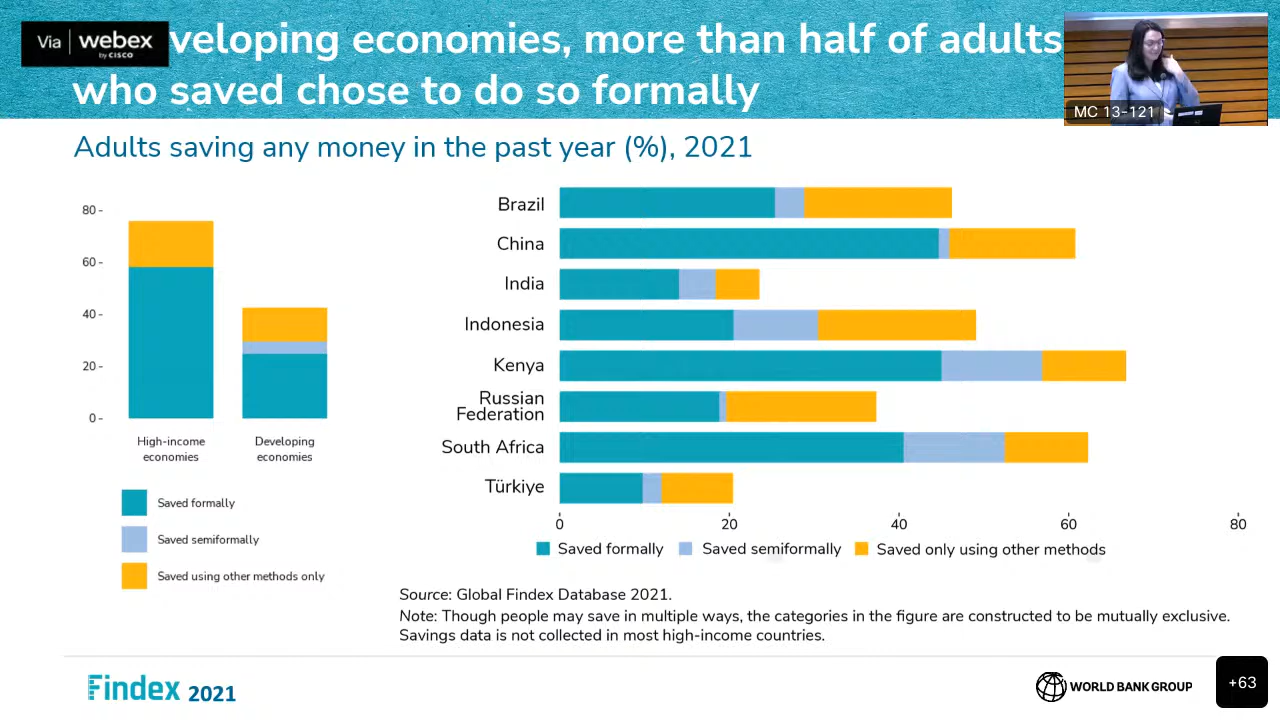 Via webex
by CISCO
veloping economies, more than half of adults
who saved chose to do so formally
MC 13-121
Adults saving any money in the past year (%), 2021
80
60
40
20
0
High-income
economies
Developing
economies
Saved formally
Saved semiformally
Saved using other methods only
Brazil
China
India
Indonesia
Kenya
Russian
Federation
South Africa
Türkiye
0 20 40 60 80
Saved formally Saved semiformally Saved only using other methods
Source: Global Findex Database 2021.
Note: Though people may save in multiple ways, the categories in the figure are constructed to be mutually exclusive.
Savings data is not collected in most high-income countries.
Findex 2021
WORLD BANK GROUP
+63